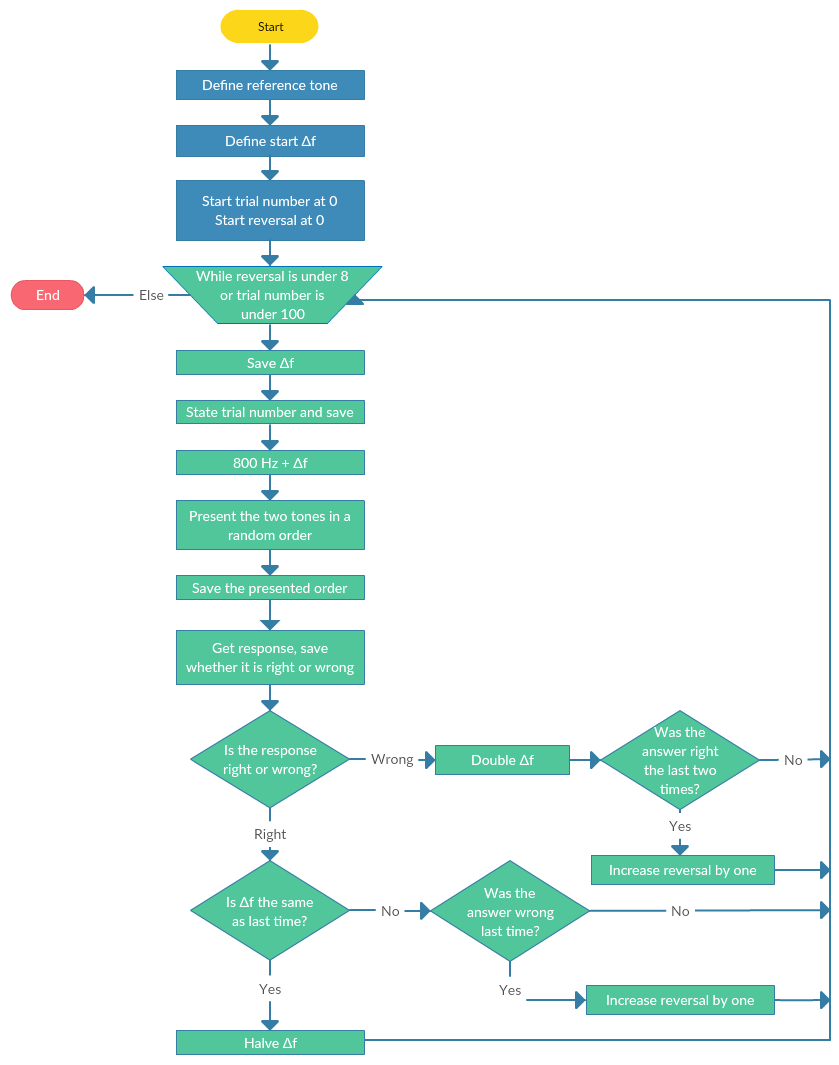 Start
Define reference tone
Define start Δf
Start trial number at 0
Start reversal at 0
While reversal is under 8
or trial number is
under 100
Else
End
Save Δf
State trial number and save
800 Hz + Δf
Present the two tones in a
random order
Save the presented order
Get response, save
whether it is right or wrong
Is the response
right or wrong?
Wrong
Double Δf
Was the
answer right
the last two
times?
No
Yes
Increase reversal by one
Right
Is Δf the same
as last time?
No
Was the
answer wrong
last time?
No
Yes
Increase reversal by one
Yes
Halve Δf